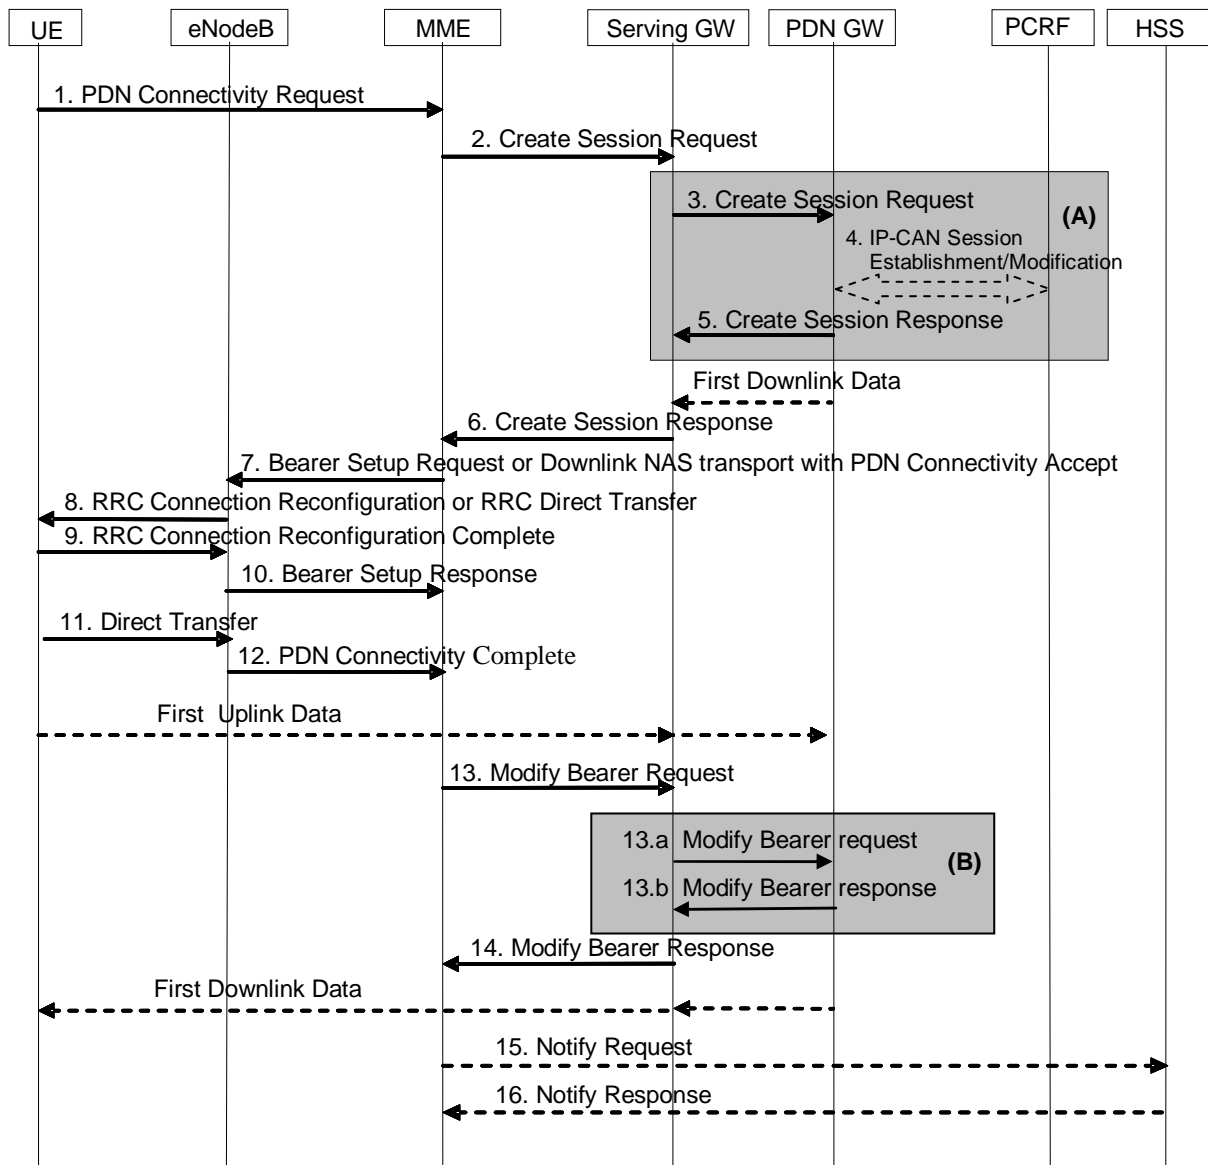 UE
eNodeB
MME
Serving GW
PDN GW
PCRF
HSS
1. PDN Connectivity Request
2. Create Session Request
3. Create Session Request
(A)
4. IP-CAN Session
Establishment/Modification
5. Create Session Response
First Downlink Data
6. Create Session Response
7. Bearer Setup Request or Downlink NAS transport with PDN Connectivity Accept
8. RRC Connection Reconfiguration or RRC Direct Transfer
9. RRC Connection Reconfiguration Complete
10. Bearer Setup Response
11. Direct Transfer
12. PDN Connectivity Complete
First Uplink Data
13. Modify Bearer Request
13.a Modify Bearer request
(B)
13.b Modify Bearer response
14. Modify Bearer Response
First Downlink Data
15. Notify Request
16. Notify Response